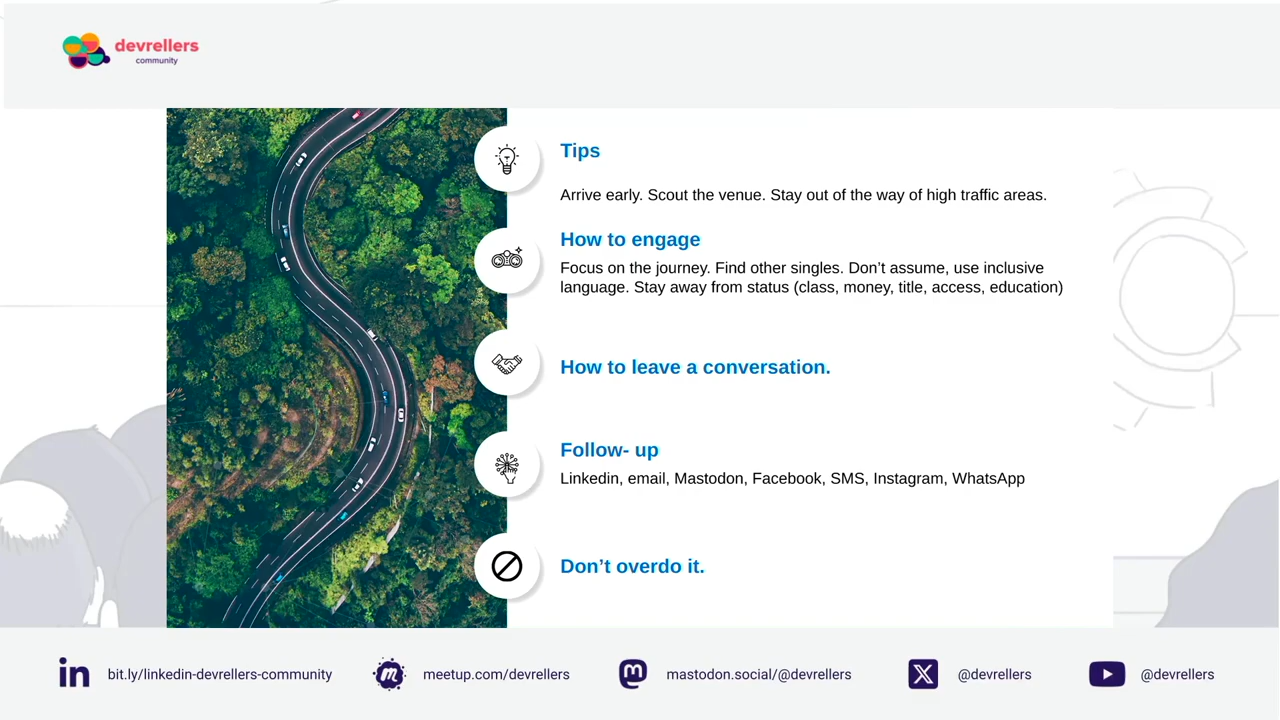 devrellers
community
Tips
Arrive early. Scout the venue. Stay out of the way of high traffic areas.
How to engage
Focus on the journey. Find other singles. Don’t assume, use inclusive
language. Stay away from status (class, money, title, access, education)
How to leave a conversation.
Follow- up
Linkedin, email, Mastodon, Facebook, SMS, Instagram, WhatsApp
Don’t overdo it.
in bit.ly/linkedin-devrellers-community
meetup.com/devrellers
mastodon.social/@devrellers
@devrellers
@devrellers